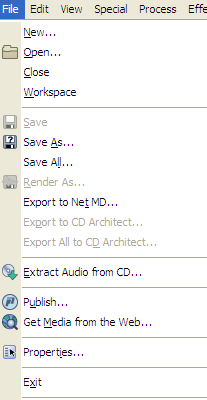 File Edit View Special Process Effe
New...
Open...
Close
Workspace
Save
Save As...
Save All...
Render As...
Export to Net MD...
Export to CD Architect...
Export All to CD Architect...
Extract Audio from CD...
Publish...
Get Media from the Web...
Properties...
Exit